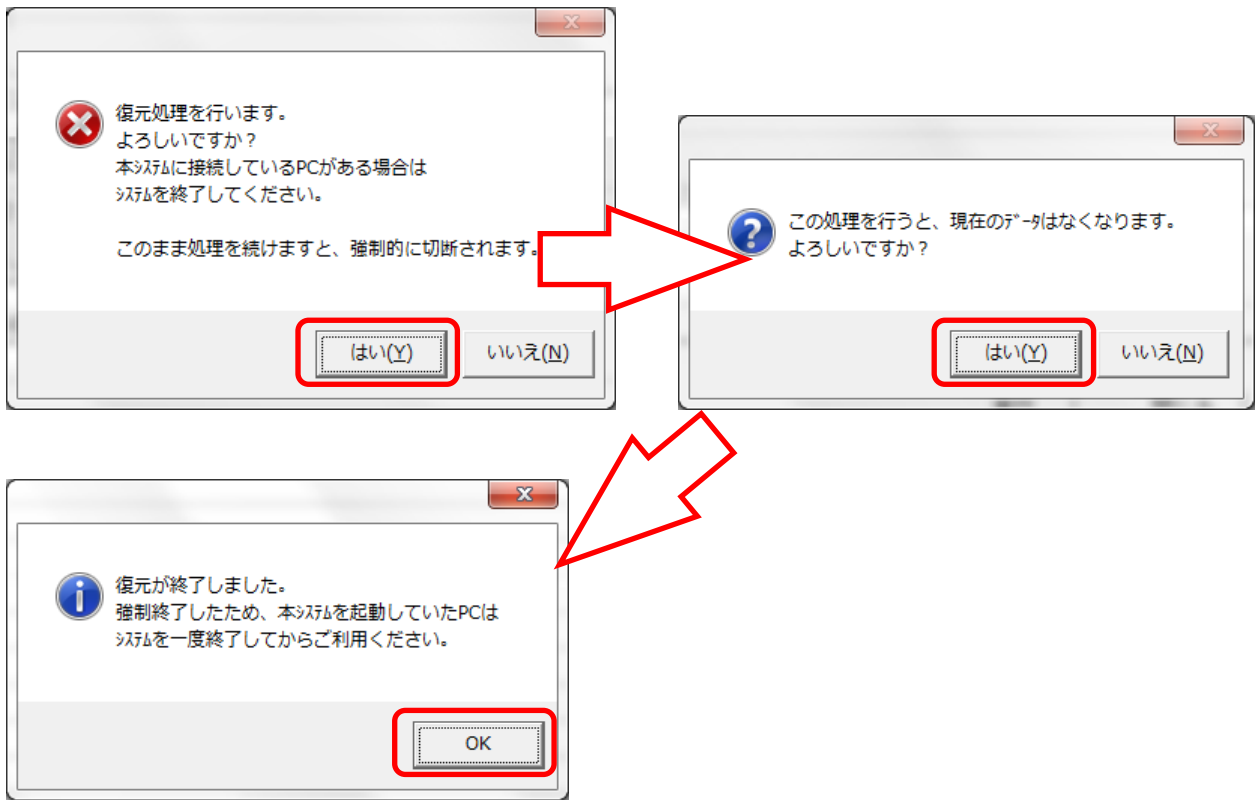 復元処理を行います。
よろしいですか？
本ｼｽﾃﾑに接続しているPCがある場合は
ｼｽﾃﾑを終了してください。
このまま処理を続けますと、強制的に切断されます。
はい(Y)
いいえ(N)
この処理を行うと、現在のﾃﾞｰﾀはなくなります。
よろしいですか？
はい(Y)
いいえ(N)
復元が終了しました。
強制終了したため、本ｼｽﾃﾑを起動していたPCは
ｼｽﾃﾑを一度終了してからご利用ください。
OK